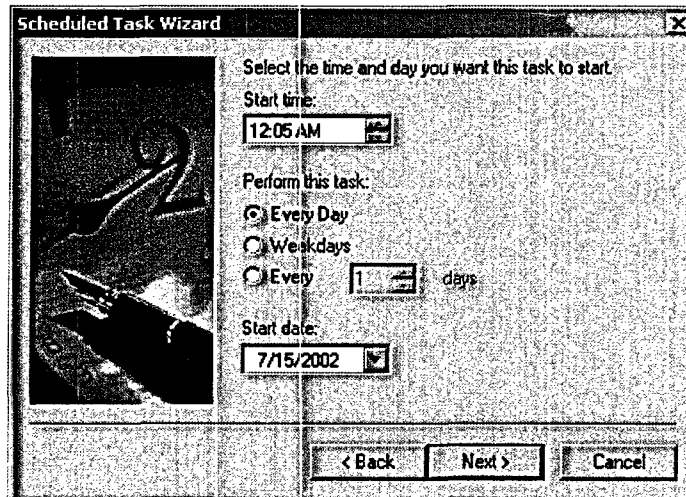 Scheduled Task Wizard
Select the time and day you want this task to start.
Start time:
12:05 AM
Perform this task:
Every Day
Weekdays
Every 1 days
Start date:
7/15/2002
< Back Next > Cancel